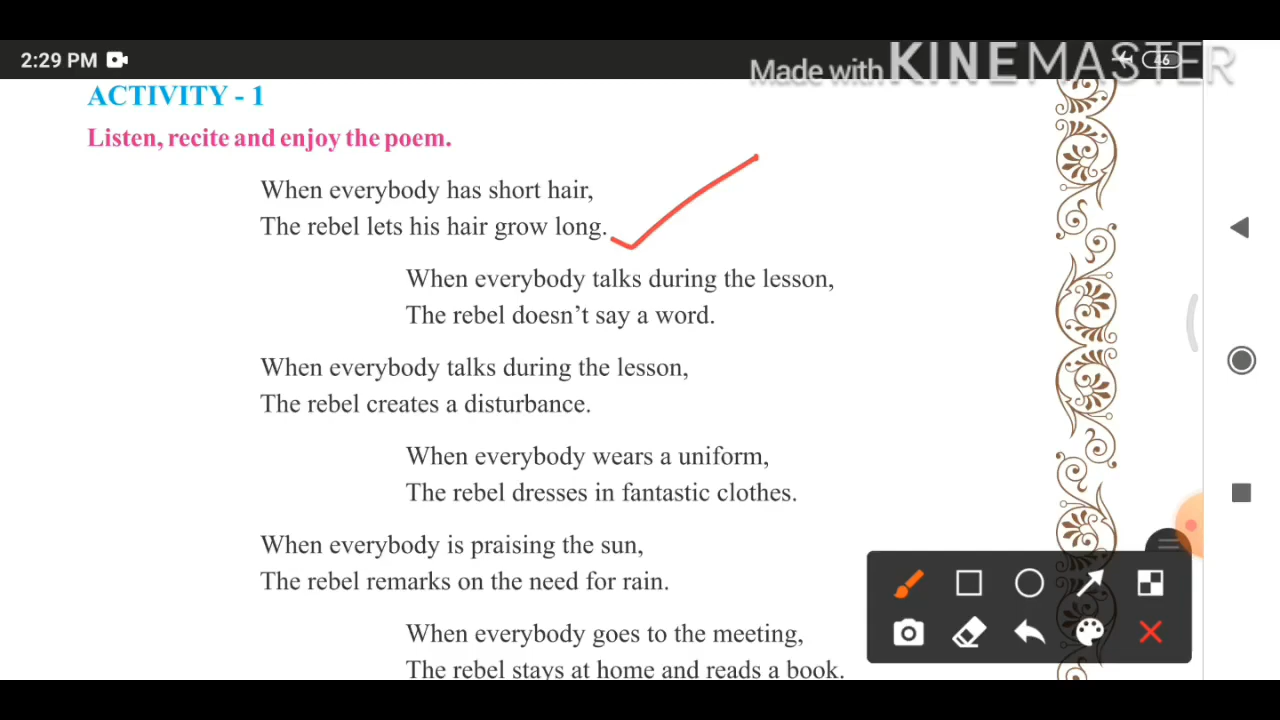 2:29 PM
Made with KINEMASTER
46
ACTIVITY - 1
Listen, recite and enjoy the poem.
When everybody has short hair,
The rebel lets his hair grow long.
When everybody talks during the lesson,
The rebel doesn’t say a word.
When everybody talks during the lesson,
The rebel creates a disturbance.
When everybody wears a uniform,
The rebel dresses in fantastic clothes.
When everybody is praising the sun,
The rebel remarks on the need for rain.
When everybody goes to the meeting,
The rebel stays at home and reads a book.